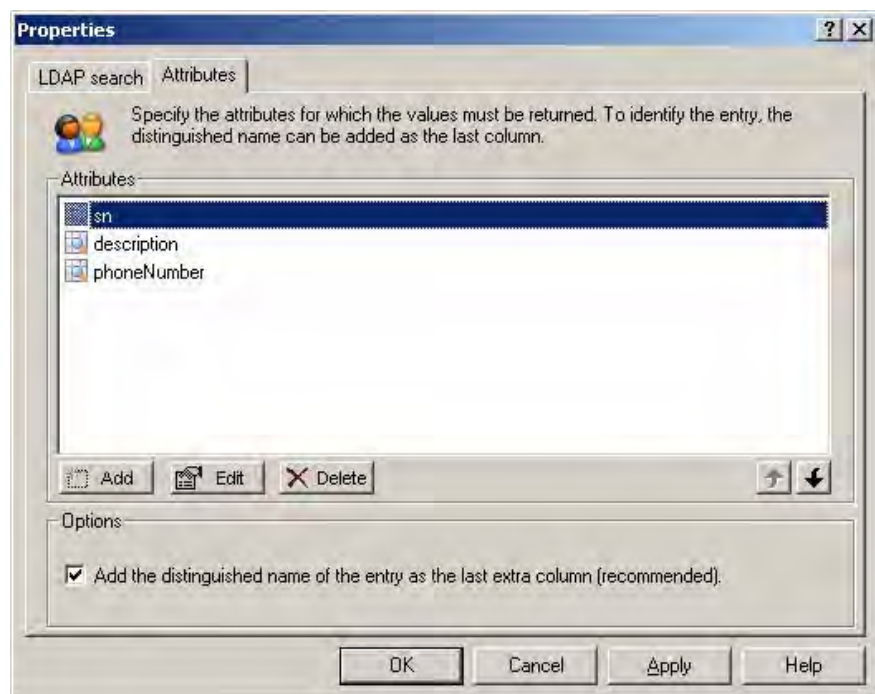 Properties
LDAP search Attributes
Specify the attributes for which the values must be returned. To identify the entry, the
distinguished name can be added as the last column.
Attributes
sn
description
phoneNumber
Add Edit Delete
Options
Add the distinguished name of the entry as the last extra column (recommended).
OK Cancel Apply Help